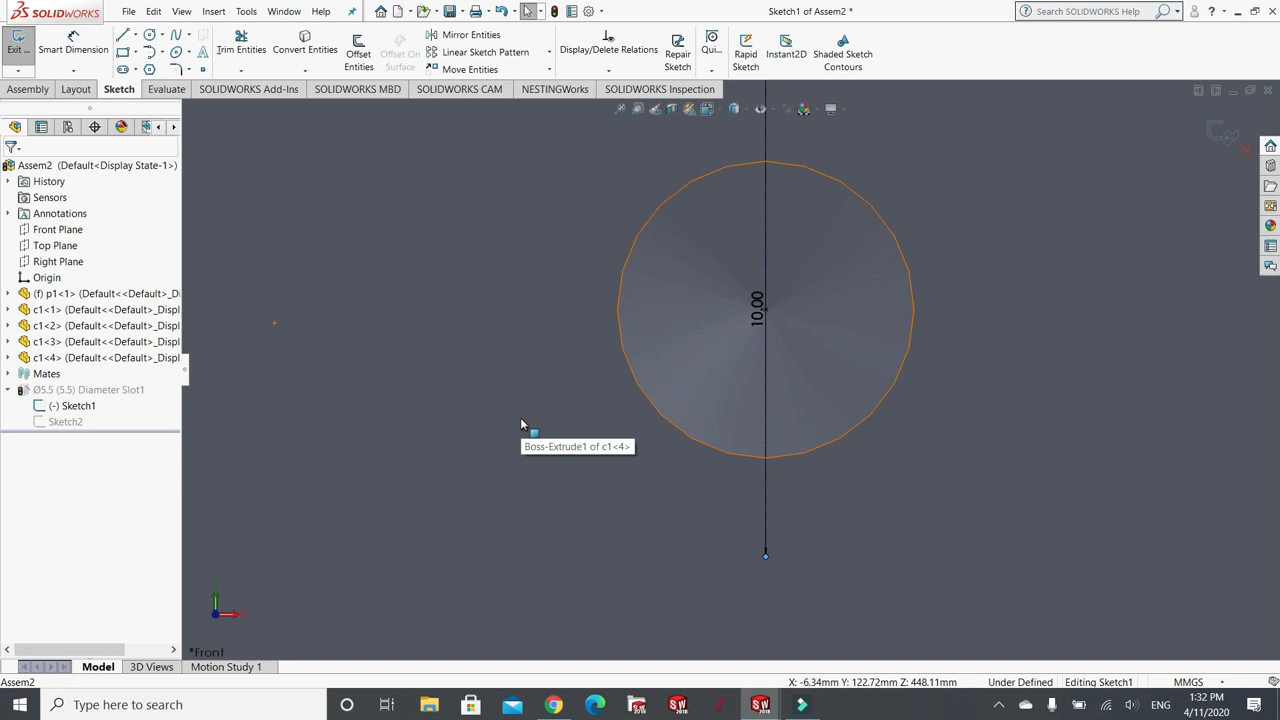 SOLIDWORKS
File
Edit
View
Insert
Tools
Window
Help
Sketch1 of Assem2 *
Search SOLIDWORKS Help
Exit ...
Smart Dimension
Trim Entities
Convert Entities
Offset Entities
Offset On Surface
Mirror Entities
Linear Sketch Pattern
Move Entities
Display/Delete Relations
Repair Sketch
Qui...
Rapid Sketch
Instant2D
Shaded Sketch Contours
Assembly
Layout
Sketch
Evaluate
SOLIDWORKS Add-Ins
SOLIDWORKS MBD
SOLIDWORKS CAM
NESTINGWorks
SOLIDWORKS Inspection
Assem2 (Default<Display State-1>)
History
Sensors
Annotations
Front Plane
Top Plane
Right Plane
Origin
(f) p1<1> (Default<<Default>_Displ
c1<1> (Default<<Default>_Displ
c1<2> (Default<<Default>_Displ
c1<3> (Default<<Default>_Displ
c1<4> (Default<<Default>_Displ
Mates
Ø5.5 (5.5) Diameter Slot1
(-) Sketch1
Sketch2
10.00
Boss-Extrude1 of c1<4>
*Front
Model
3D Views
Motion Study 1
Assem2
X: -6.34mm Y: 122.72mm Z: 448.11mm
Under Defined
Editing Sketch1
MMGS
Type here to search
ENG
1:32 PM
4/11/2020